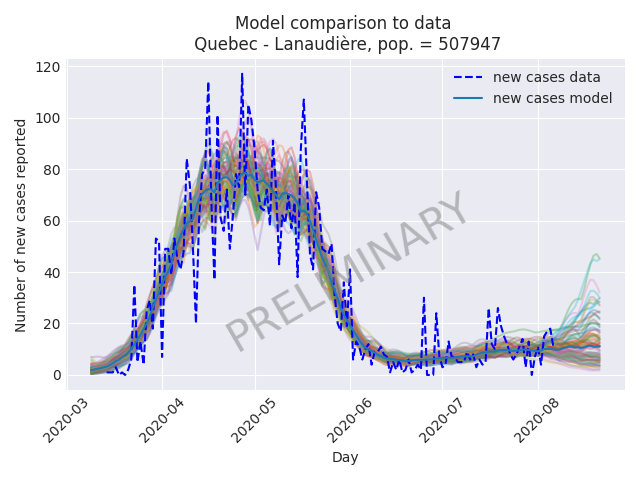 Model comparison to data
Quebec - Lanaudière, pop. = 507947
new cases data
new cases model
120
100
80
60
40
20
0
Number of new cases reported
PRELIMINARY
2020-03
2020-04
2020-05
2020-06
2020-07
2020-08
Day